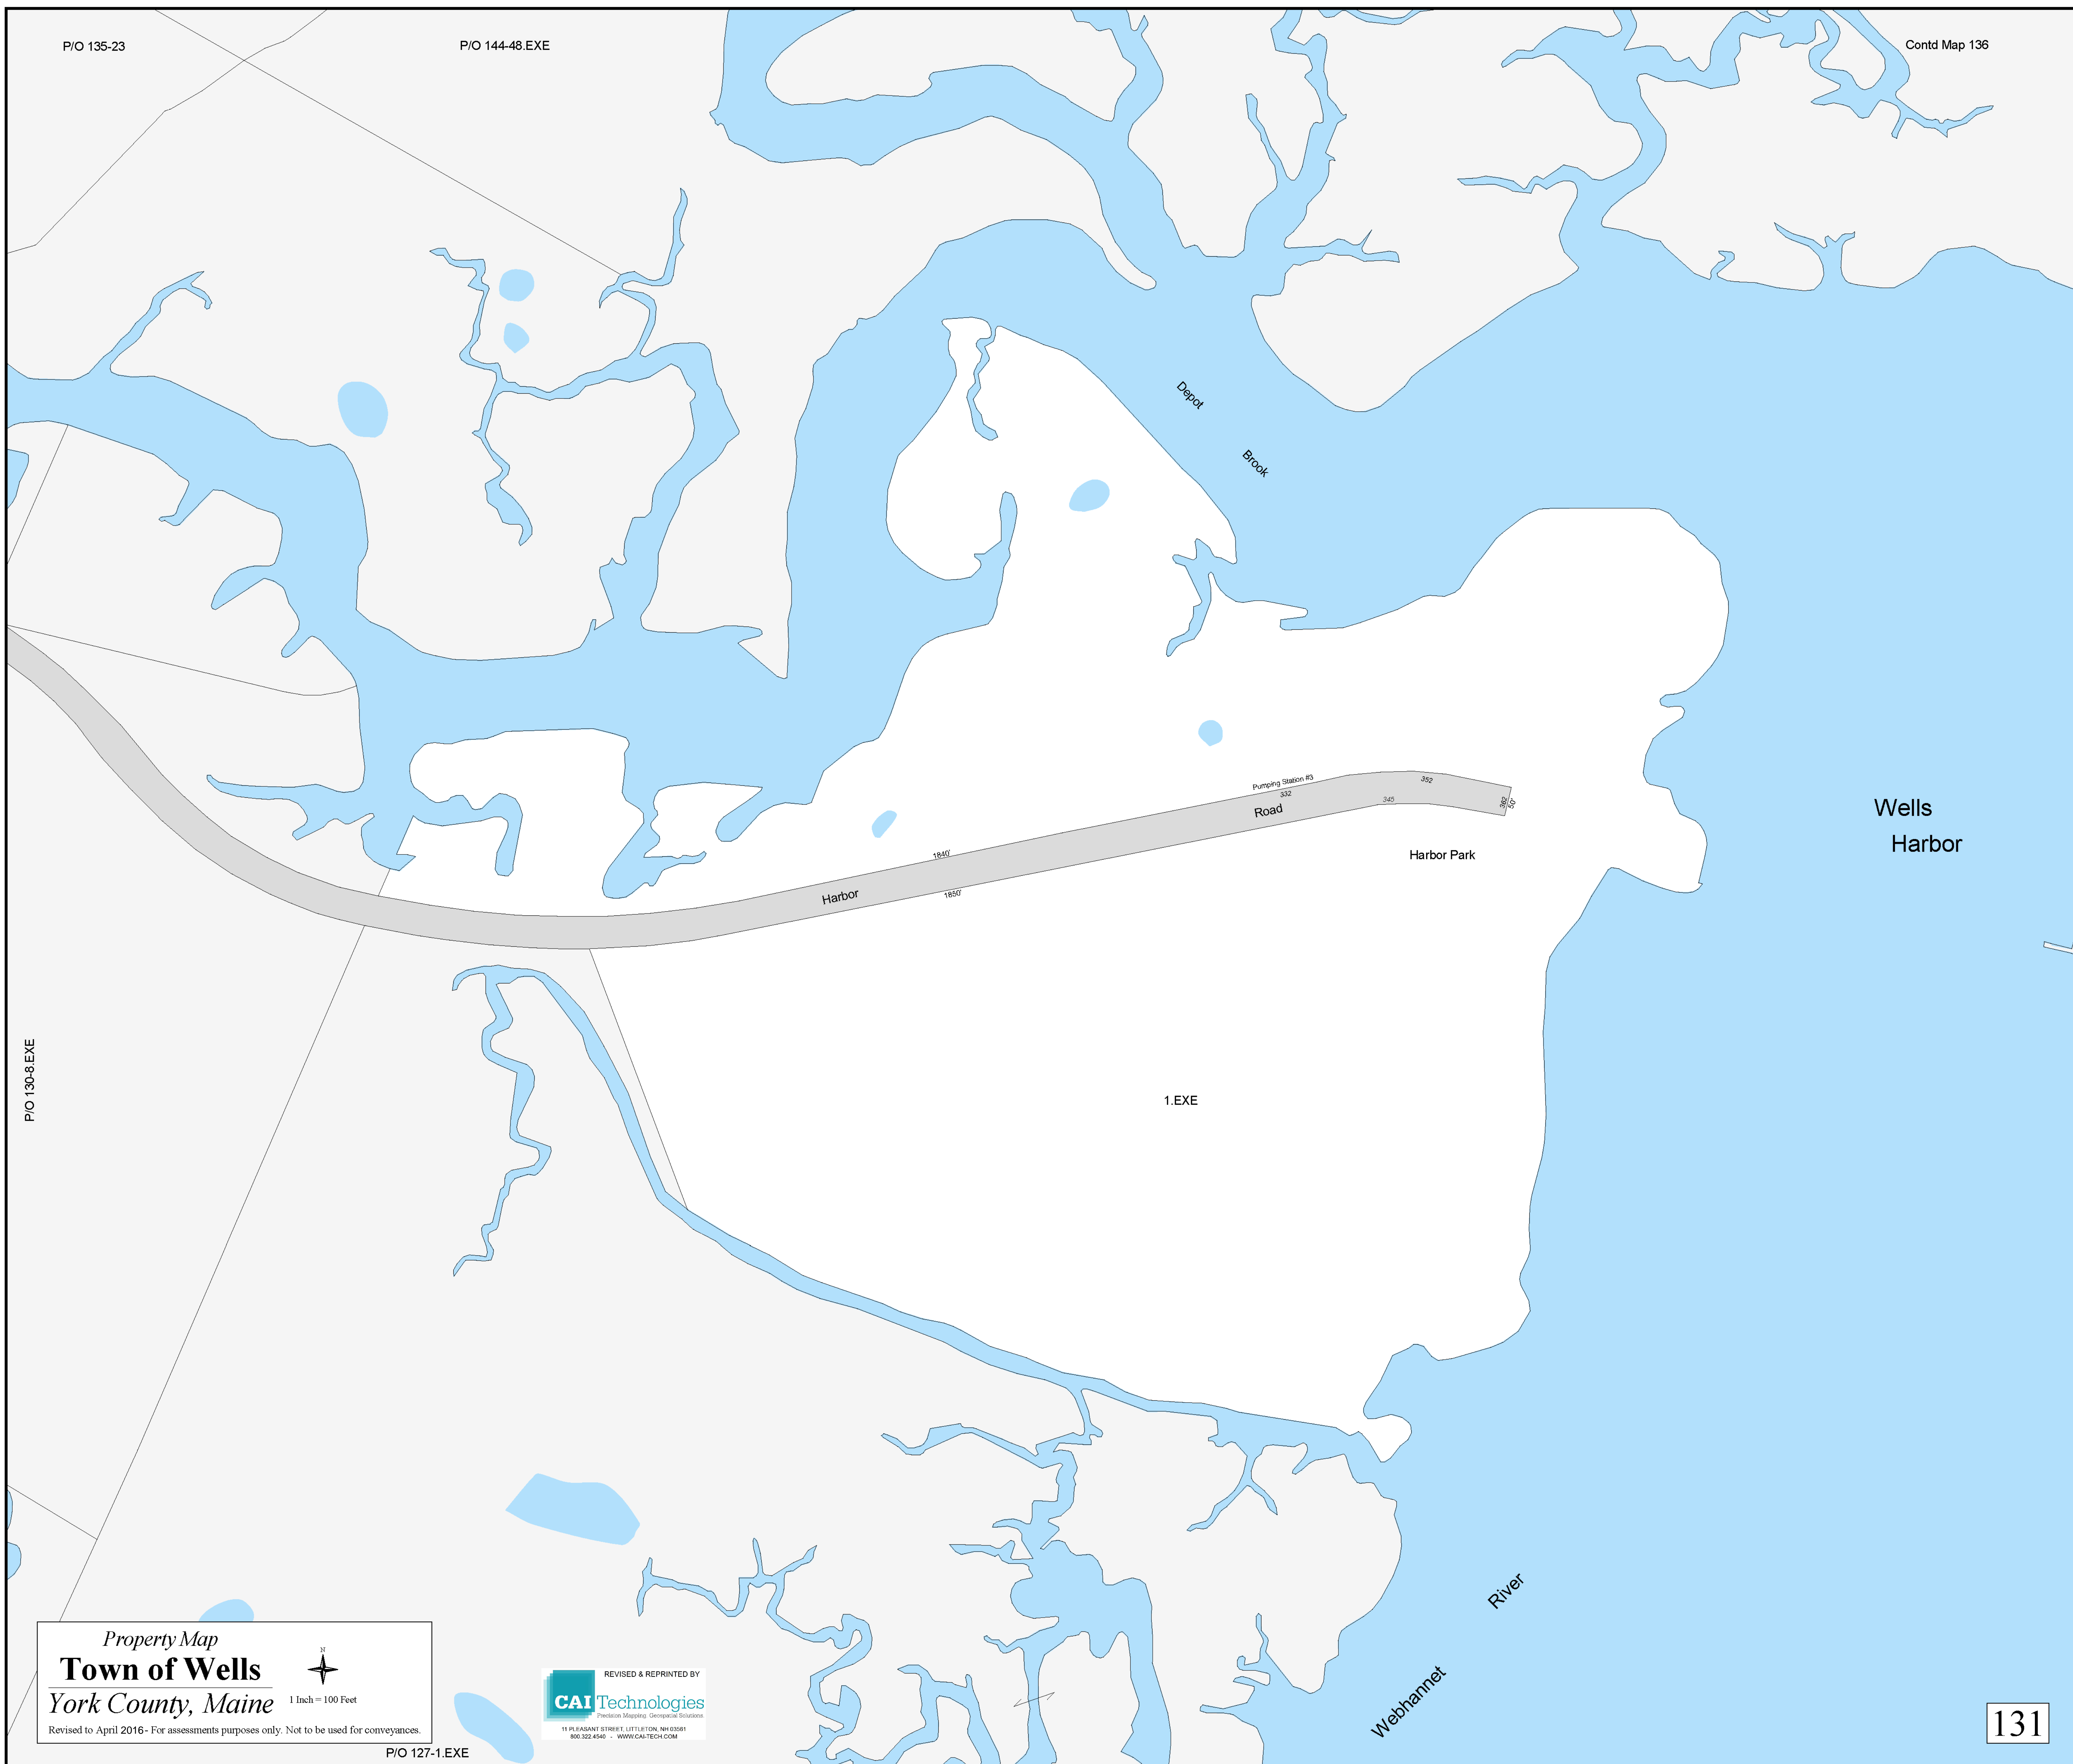 P/O 135-23
P/O 144-48.EXE
Contd Map 136
Depot
Brook
Pumping Station #3
332
352
345
362
50'
Road
Wells
Harbor
Harbor Park
1840'
Harbor
1850'
P/O 130-8.EXE
1.EXE
River
Webhannet
Property Map
Town of Wells
York County, Maine
N
1 Inch = 100 Feet
Revised to April 2016 - For assessments purposes only. Not to be used for conveyances.
REVISED & REPRINTED BY
CAI Technologies
Precision Mapping. Geospatial Solutions
11 PLEASANT STREET, LITTLETON, NH 03561
800.322.4540 - WWW.CAI-TECH.COM
P/O 127-1.EXE
131